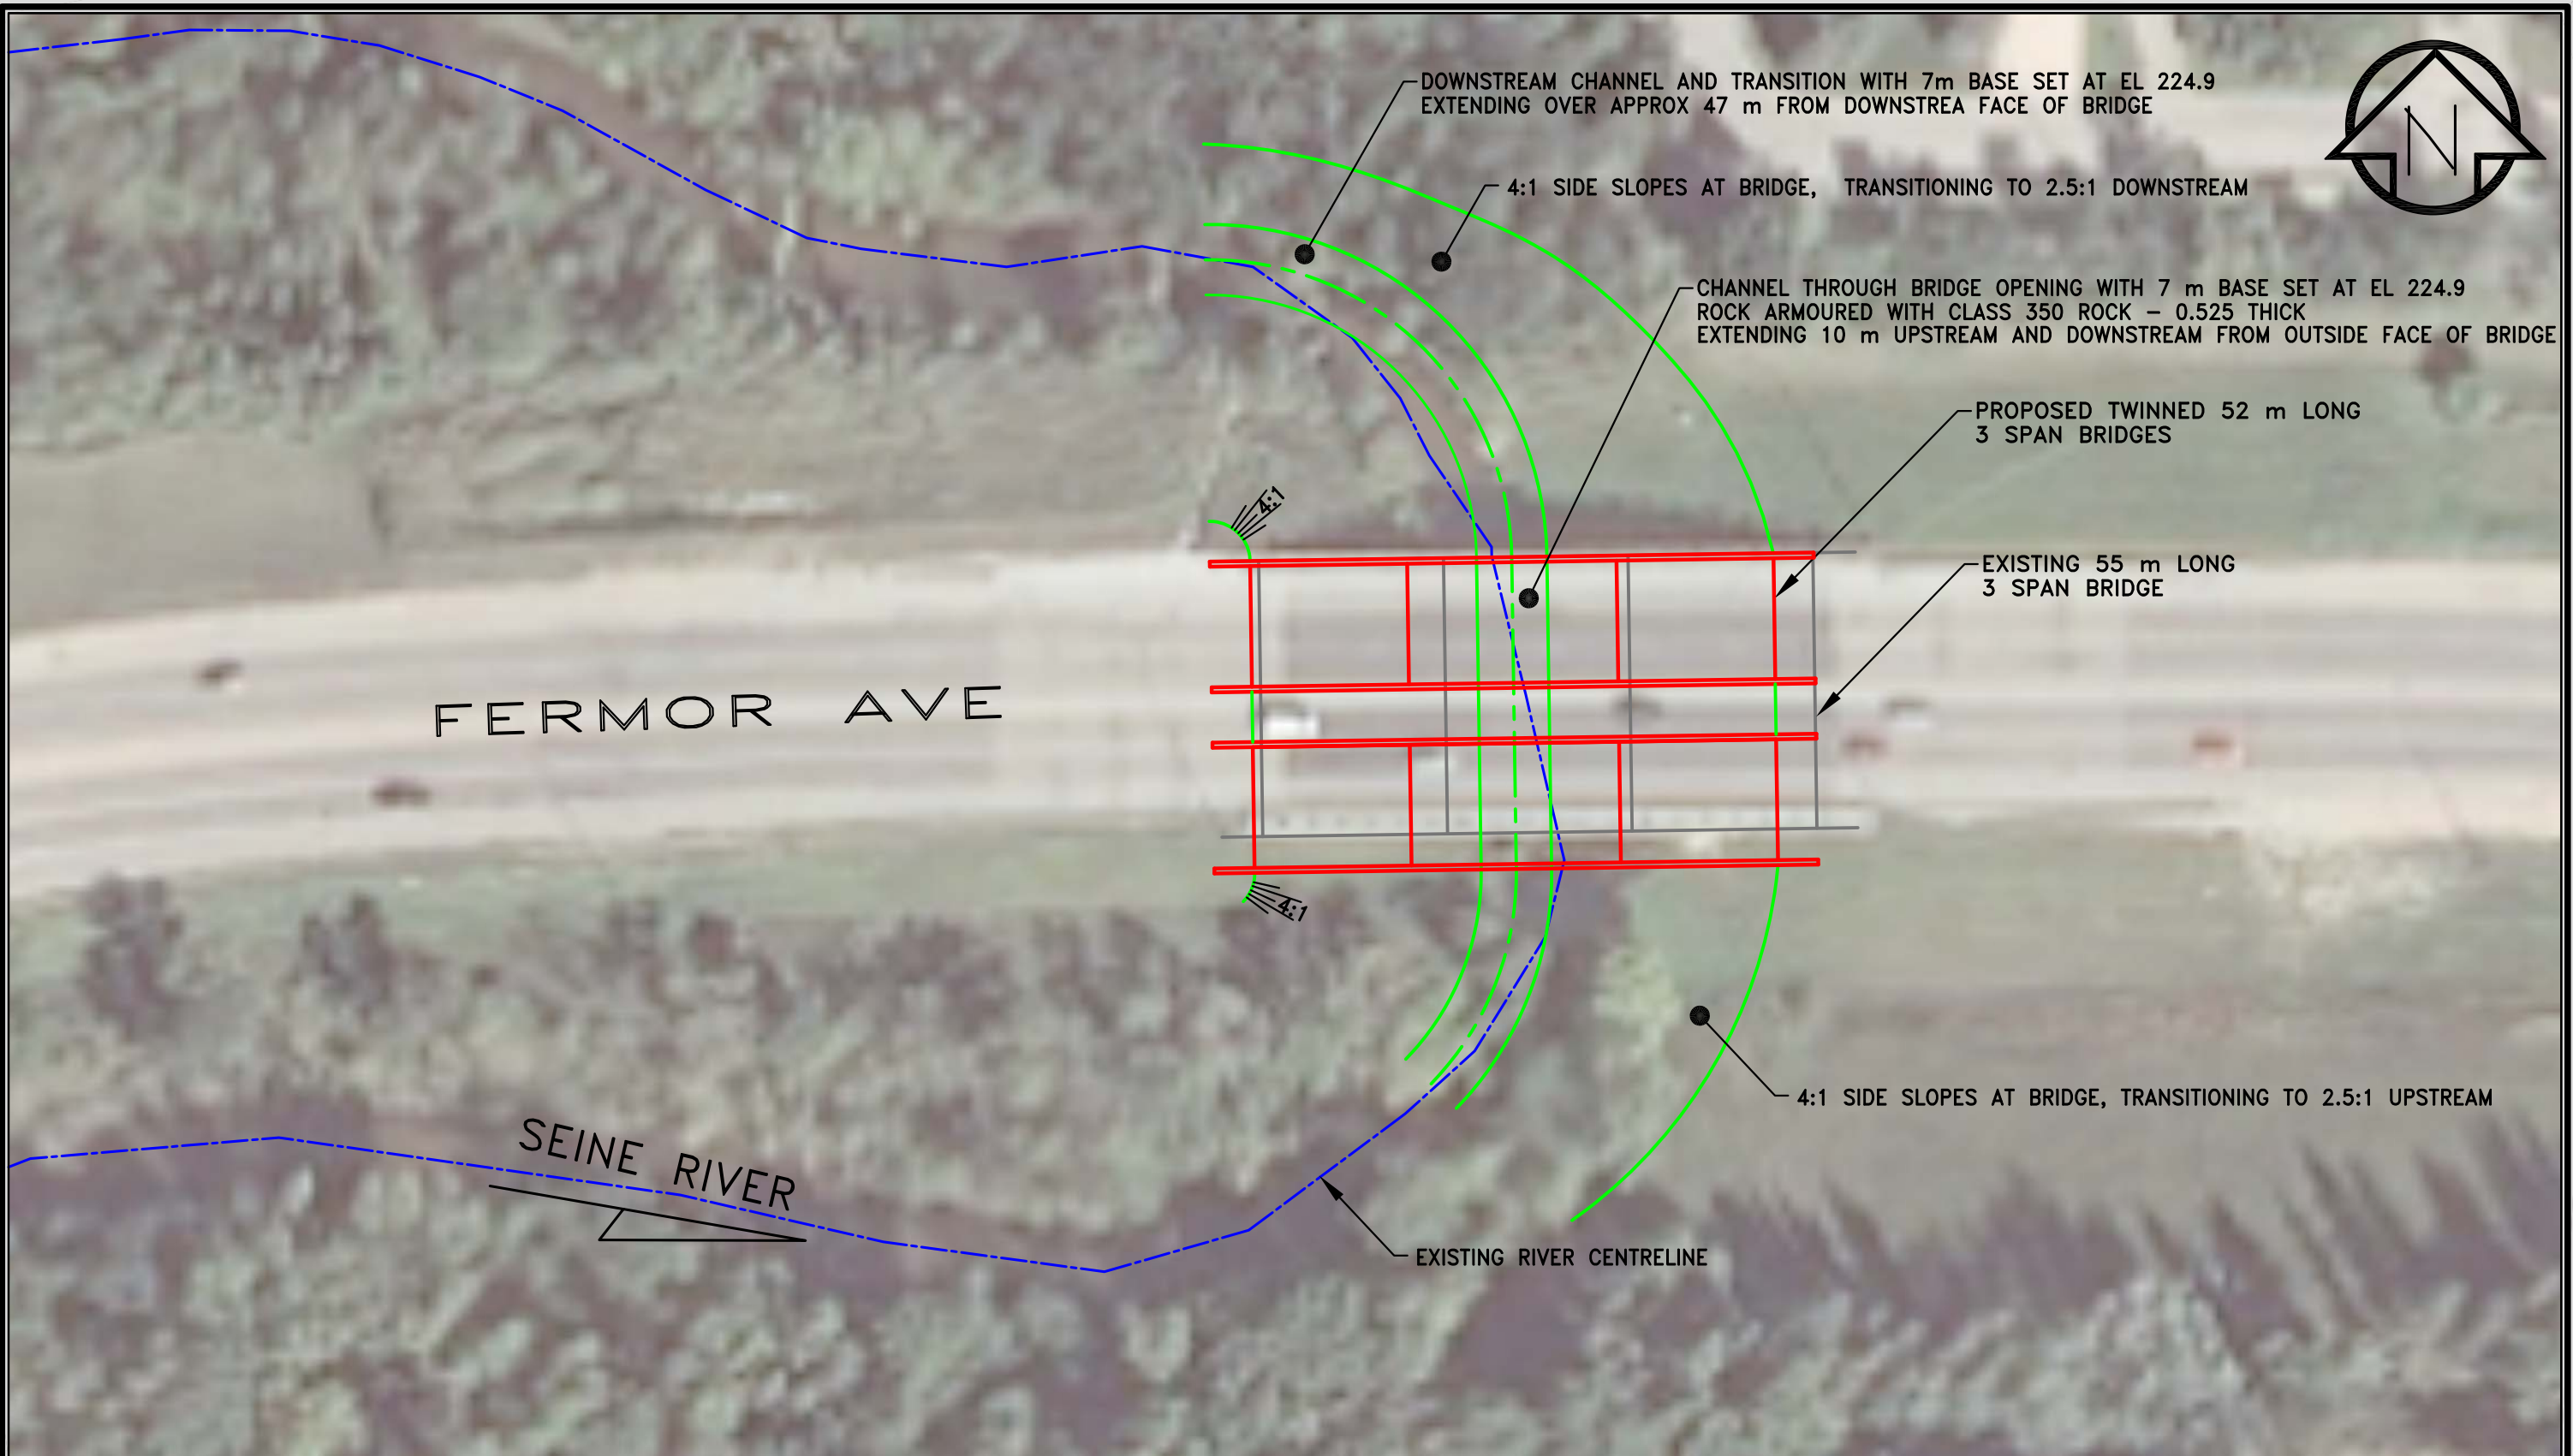 DOWNSTREAM CHANNEL AND TRANSITION WITH 7m BASE SET AT EL 224.9
EXTENDING OVER APPROX 47 m FROM DOWNSTREA FACE OF BRIDGE
N
4:1 SIDE SLOPES AT BRIDGE, TRANSITIONING TO 2.5:1 DOWNSTREAM
CHANNEL THROUGH BRIDGE OPENING WITH 7 m BASE SET AT EL 224.9
ROCK ARMOURED WITH CLASS 350 ROCK – 0.525 THICK
EXTENDING 10 m UPSTREAM AND DOWNSTREAM FROM OUTSIDE FACE OF BRIDGE
PROPOSED TWINNED 52 m LONG
3 SPAN BRIDGES
4:1
EXISTING 55 m LONG
3 SPAN BRIDGE
FERMOR AVE
4:1
4:1 SIDE SLOPES AT BRIDGE, TRANSITIONING TO 2.5:1 UPSTREAM
SEINE RIVER
EXISTING RIVER CENTRELINE